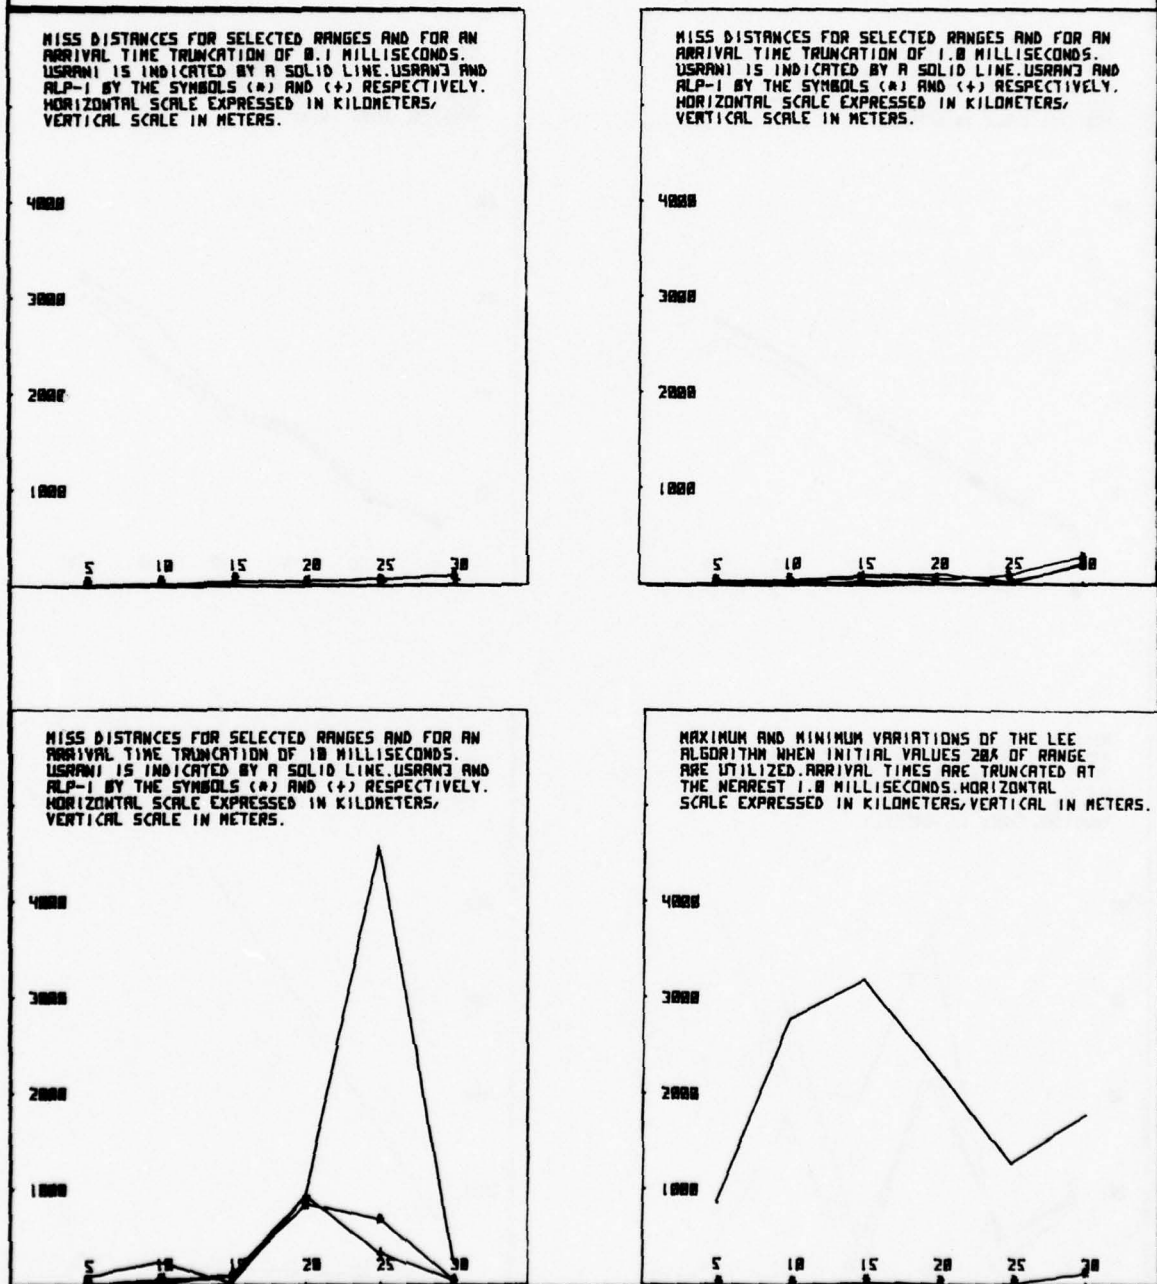 MISS DISTANCES FOR SELECTED RANGES AND FOR AN
ARRIVAL TIME TRUNCATION OF 0.1 MILLISECONDS.
USRAN1 IS INDICATED BY A SOLID LINE.USRAN3 AND
ALP-1 BY THE SYMBOLS (*) AND (+) RESPECTIVELY.
HORIZONTAL SCALE EXPRESSED IN KILOMETERS,
VERTICAL SCALE IN METERS.
4000
3000
2000
1000
5 10 15 20 25 30
MISS DISTANCES FOR SELECTED RANGES AND FOR AN
ARRIVAL TIME TRUNCATION OF 1.0 MILLISECONDS.
USRAN1 IS INDICATED BY A SOLID LINE.USRAN3 AND
ALP-1 BY THE SYMBOLS (*) AND (+) RESPECTIVELY.
HORIZONTAL SCALE EXPRESSED IN KILOMETERS,
VERTICAL SCALE IN METERS.
4000
3000
2000
1000
5 10 15 20 25 30
MISS DISTANCES FOR SELECTED RANGES AND FOR AN
ARRIVAL TIME TRUNCATION OF 10 MILLISECONDS.
USRAN1 IS INDICATED BY A SOLID LINE.USRAN3 AND
ALP-1 BY THE SYMBOLS (*) AND (+) RESPECTIVELY.
HORIZONTAL SCALE EXPRESSED IN KILOMETERS,
VERTICAL SCALE IN METERS.
4000
3000
2000
1000
5 10 15 20 25 30
MAXIMUM AND MINIMUM VARIATIONS OF THE LEE
ALGORITHM WHEN INITIAL VALUES 20% OF RANGE
ARE UTILIZED.ARRIVAL TIMES ARE TRUNCATED AT
THE NEAREST 1.0 MILLISECONDS.HORIZONTAL
SCALE EXPRESSED IN KILOMETERS,VERTICAL IN METERS.
4000
3000
2000
1000
5 10 15 20 25 30